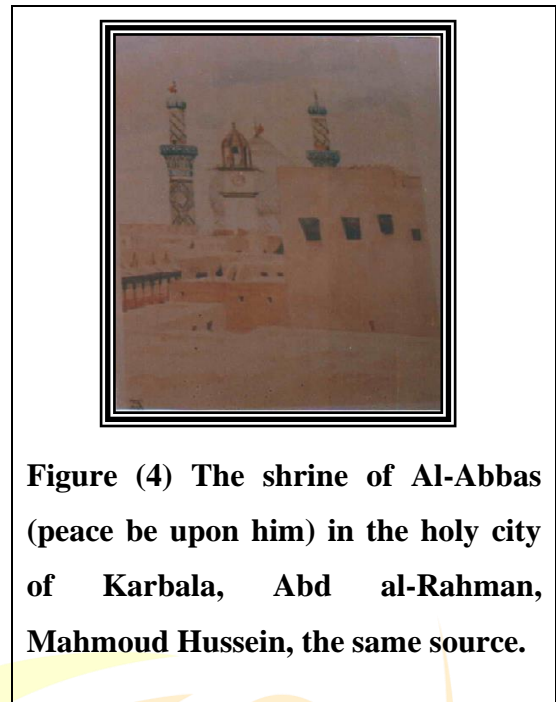 Figure (4) The shrine of Al-Abbas
(peace be upon him) in the holy city
of Karbala, Abd al-Rahman,
Mahmoud Hussein, the same source.